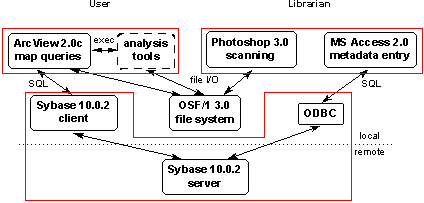 User
Librarian
ArcView 2.0c
map queries
exec
analysis
tools
Photoshop 3.0
scanning
MS Access 2.0
metadata entry
SQL
file I/O
SQL
Sybase 10.0.2
client
OSF/1 3.0
file system
ODBC
local
remote
Sybase 10.0.2
server